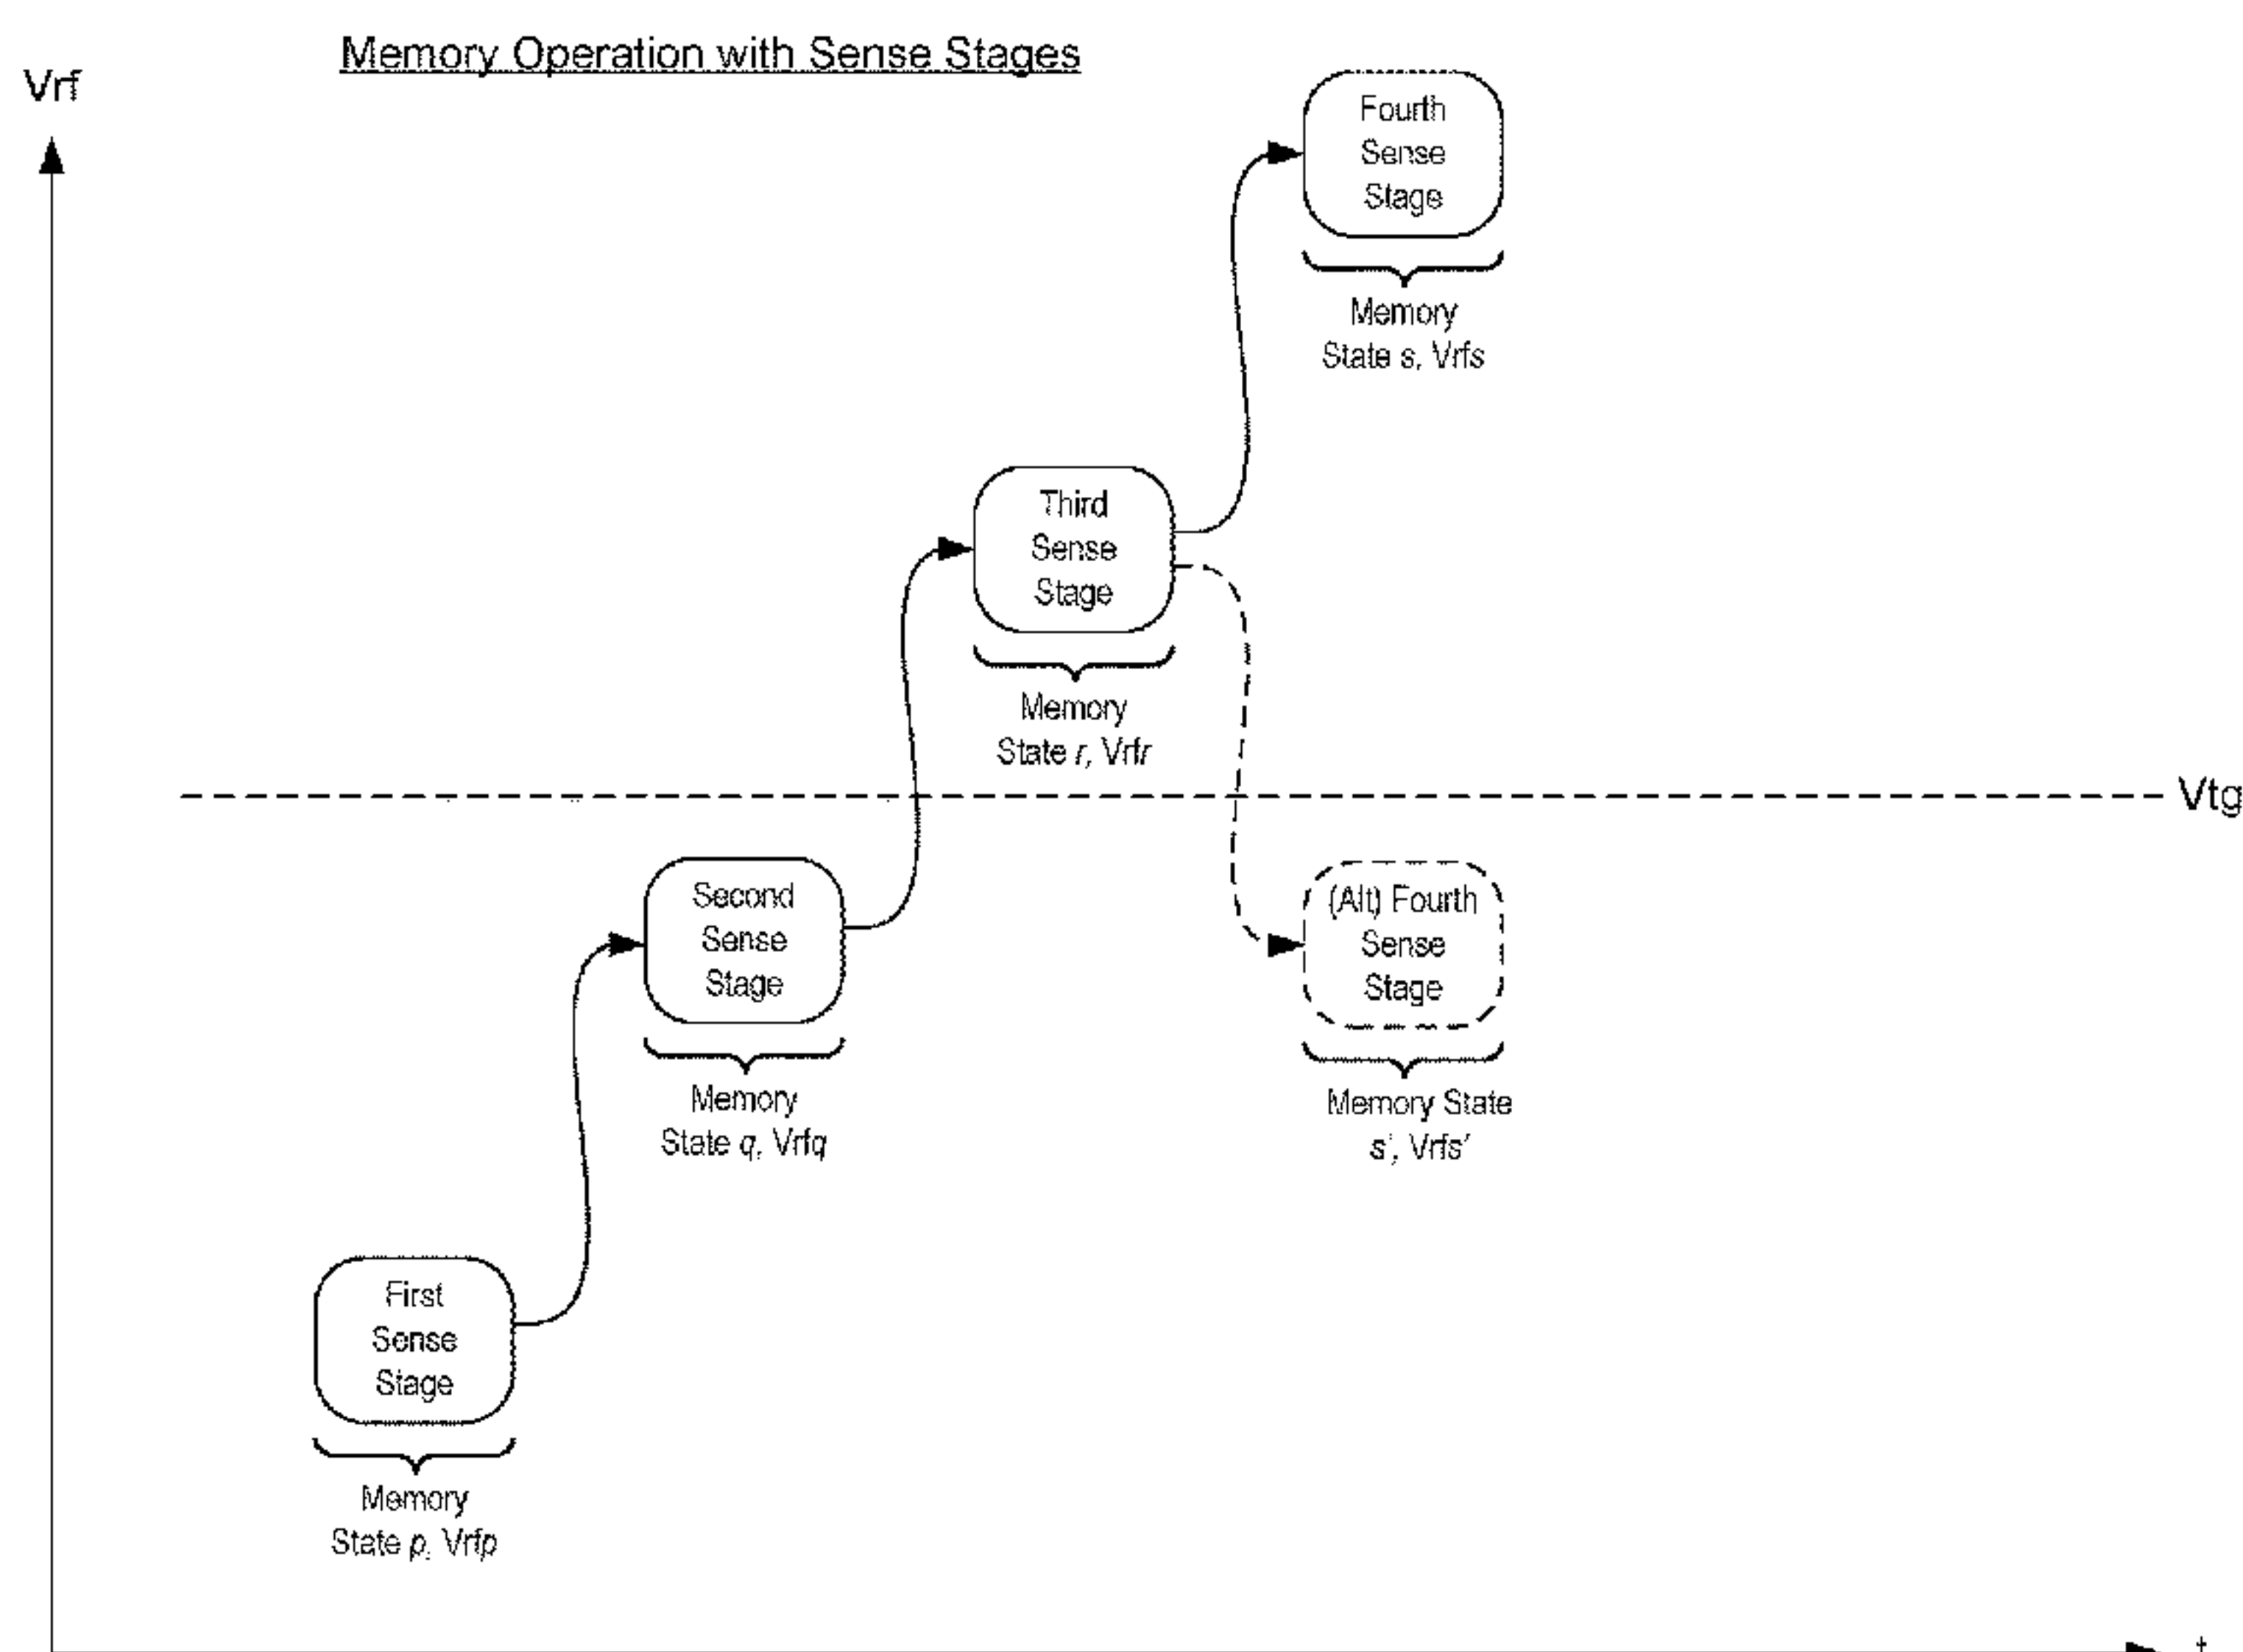 Memory Operation with Sense Stages
Vrf
Fourth
Sense
Stage
Memory
State s, Vrfs
Third
Sense
Stage
Memory
State r, Vrfr
Vtg
Second
Sense
Stage
Memory
State q, Vrfq
(Alt) Fourth
Sense
Stage
Memory State
s', Vrfs'
First
Sense
Stage
Memory
State p, Vrfp
t